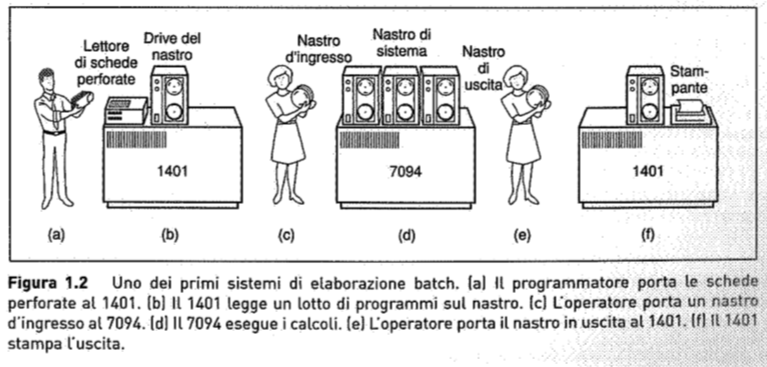 Lettore
di schede
perforate
Drive del
nastro
Nastro
d'ingresso
Nastro di
sistema
Nastro
di
uscita
Stam-
pante
1401
7094
1401
(a)
(b)
(c)
(d)
(e)
(f)
Figura 1.2 Uno dei primi sistemi di elaborazione batch. (a) Il programmatore porta le schede
perforate al 1401. (b) Il 1401 legge un lotto di programmi sul nastro. (c) L'operatore porta un nastro
d'ingresso al 7094. (d) Il 7094 esegue i calcoli. (e) L'operatore porta il nastro in uscita al 1401. (f) Il 1401
stampa l'uscita.